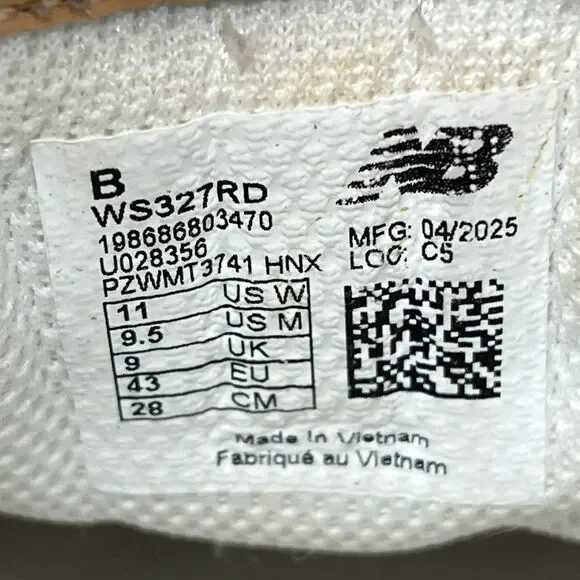 NB
B
WS327RD
198686803470
U028356
PZWMT3741 HNX
MFG: 04/2025
LOC: C5
11 US W
9.5 US M
9 UK
43 EU
28 CM
Made in Vietnam
Fabriqué au Vietnam